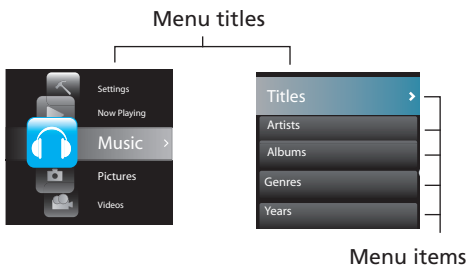 Menu titles
Settings
Now Playing
Music
Pictures
Videos
Titles
Artists
Albums
Genres
Years
Menu items